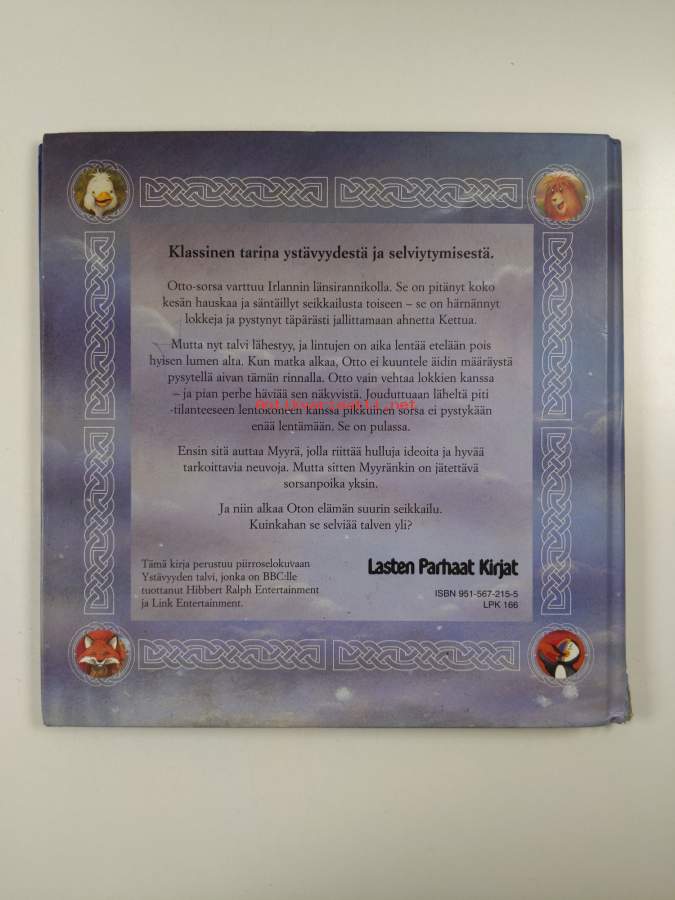 Klassinen tarina ystävyydestä ja selviytymisestä.
Otto-sorsa varttuu Irlannin länsirannikolla. Se on pitänyt koko
kesän hauskaa ja säntäillyt seikkailusta toiseen – se on härnännyt
lokkeja ja pystynyt täpärästi jallittamaan ahnetta Kettua.
Mutta nyt talvi lähestyy, ja lintujen on aika lentää etelään pois
hyisen lumen alta. Kun matka alkaa, Otto ei kuuntele äidin määräystä
pysytellä aivan tämän rinnalla. Otto vain vehtaa lokkien kanssa
– ja pian perhe häviää sen näkyvistä. Jouduttuaan läheltä piti
-tilanteeseen lentokoneen kanssa pikkuinen sorsa ei pystykään
enää lentämään. Se on pulassa.
Ensin sitä auttaa Myyrä, jolla riittää hulluja ideoita ja hyvää
tarkoittavia neuvoja. Mutta sitten Myyränkin on jätettävä
sorsanpoika yksin.
Ja niin alkaa Oton elämän suurin seikkailu.
Kuinkahan se selviää talven yli?
Tämä kirja perustuu piirroselokuvaan
Ystävyyden talvi, jonka on BBC:lle
tuottanut Hibbert Ralph Entertainment
ja Link Entertainment.
Lasten Parhaat Kirjat
ISBN 951-567-215-5
LPK 166